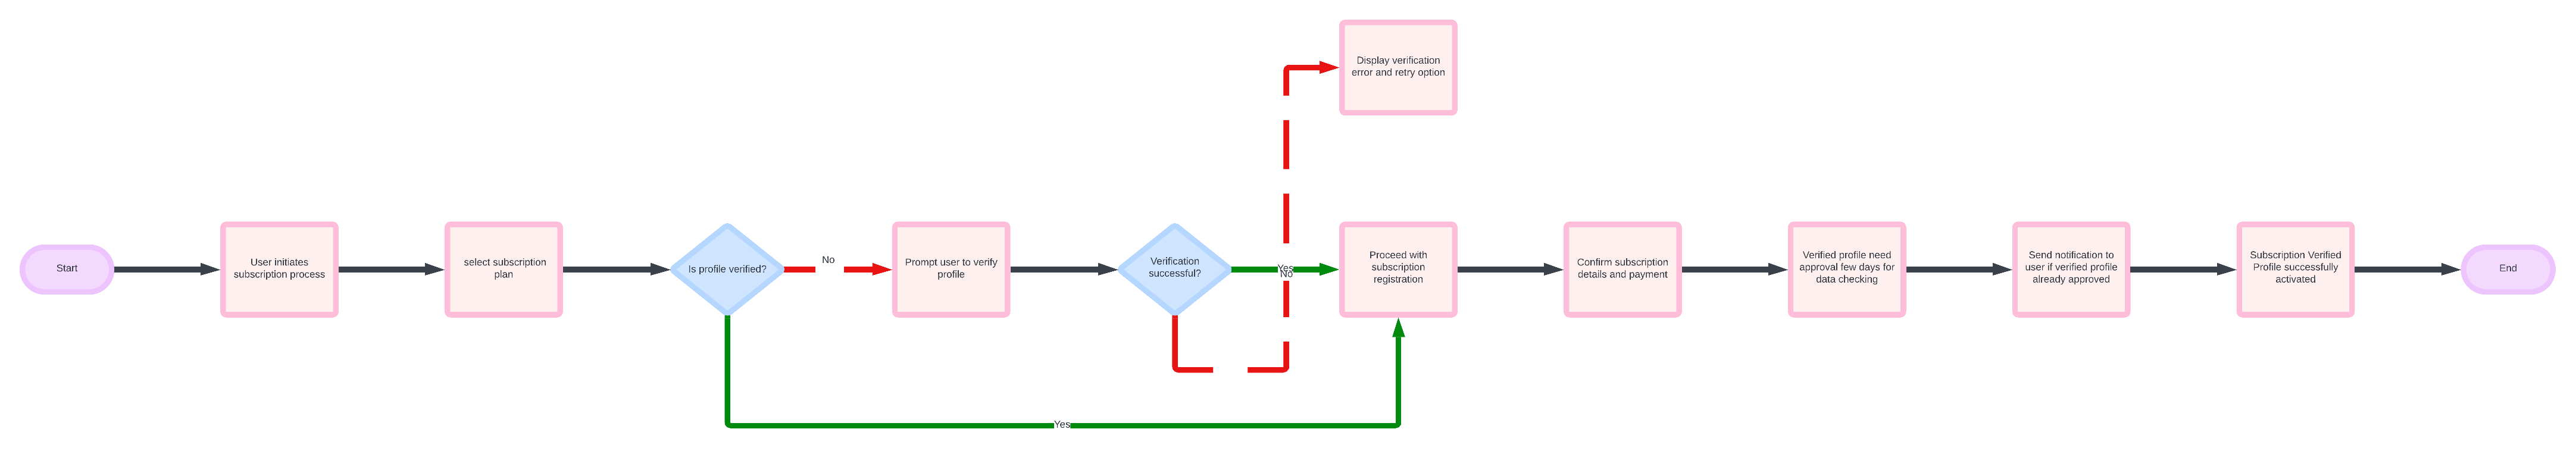 Display verification
error and retry option
Start
User initiates
subscription process
select subscription
plan
Is profile verified?
No
Prompt user to verify
profile
Verification
successful?
Yes
No
Proceed with
subscription
registration
Confirm subscription
details and payment
Verified profile need
approval few days for
data checking
Send notification to
user if verified profile
already approved
Subscription Verified
Profile successfully
activated
End
Yes